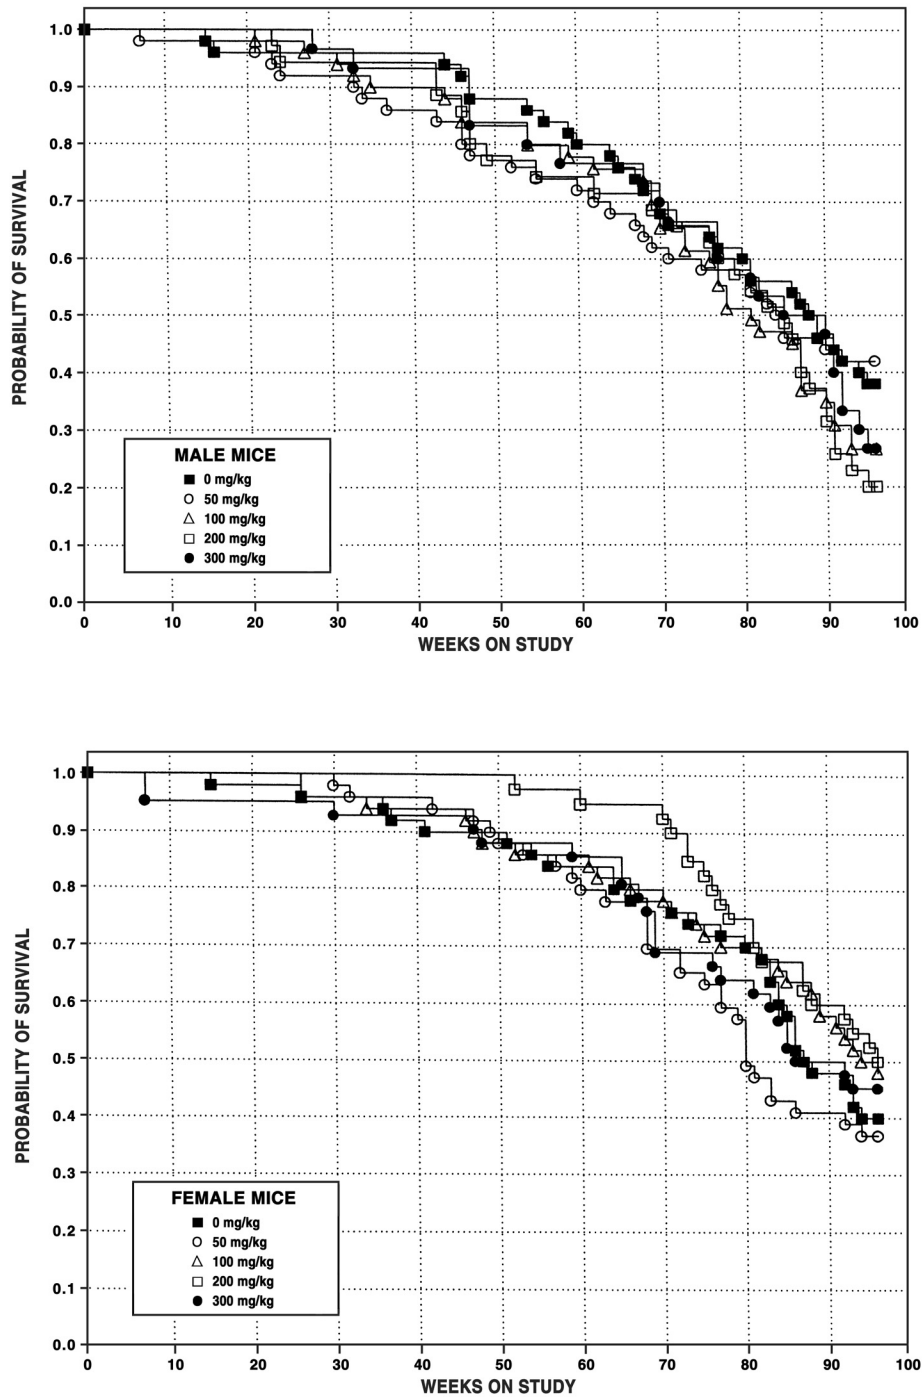 1.0
0.9
0.8
0.7
0.6
0.5
0.4
0.3
0.2
0.1
0.0
PROBABILITY OF SURVIVAL
MALE MICE
0 mg/kg
50 mg/kg
100 mg/kg
200 mg/kg
300 mg/kg
0 10 20 30 40 50 60 70 80 90 100
WEEKS ON STUDY
1.0
0.9
0.8
0.7
0.6
0.5
0.4
0.3
0.2
0.1
0.0
PROBABILITY OF SURVIVAL
FEMALE MICE
0 mg/kg
50 mg/kg
100 mg/kg
200 mg/kg
300 mg/kg
0 10 20 30 40 50 60 70 80 90 100
WEEKS ON STUDY